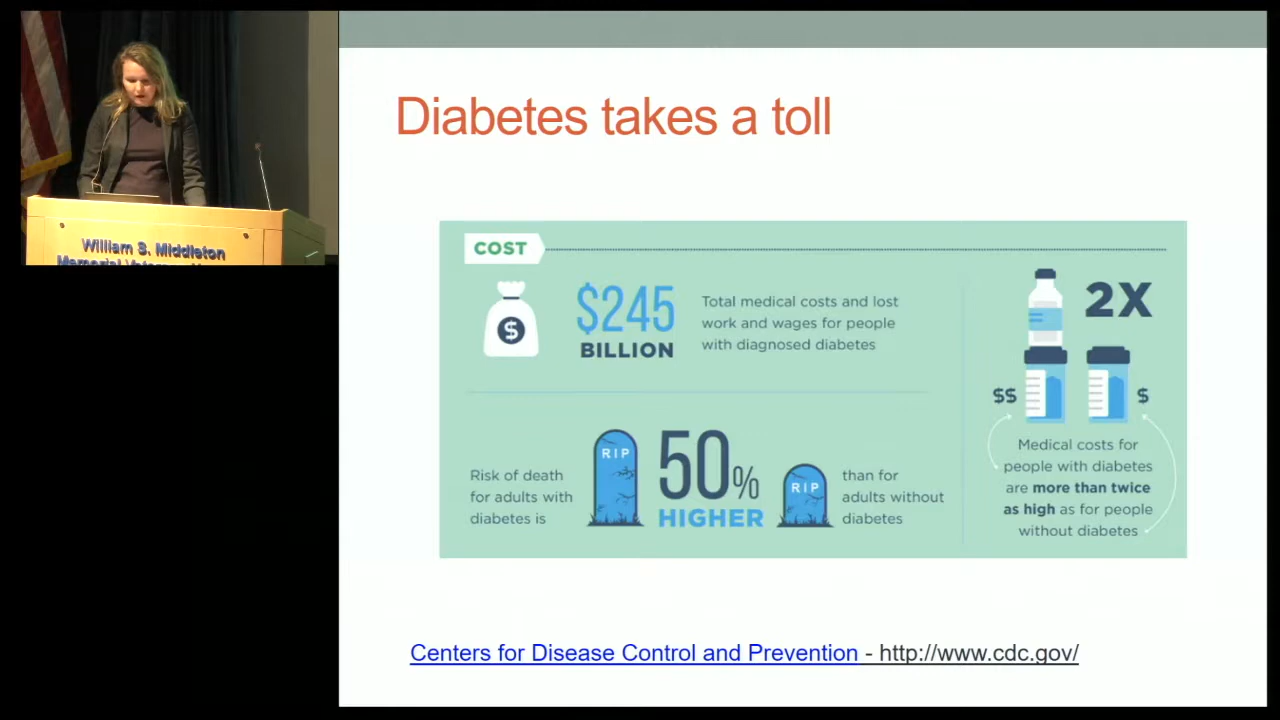 Diabetes takes a toll
COST
$245
BILLION
Total medical costs and lost
work and wages for people
with diagnosed diabetes
Risk of death
for adults with
diabetes is
RIP
50%
HIGHER
RIP
than for
adults without
diabetes
2X
$$
$
Medical costs for
people with diabetes
are more than twice
as high as for people
without diabetes
Centers for Disease Control and Prevention - http://www.cdc.gov/
William S. Middleton
Memorial